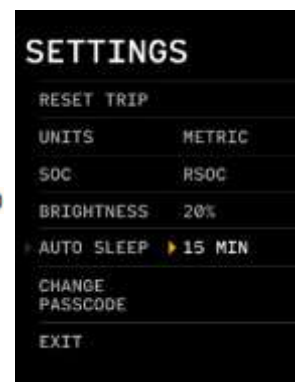 SETTINGS
RESET TRIP
UNITS METRIC
SOC RSOC
BRIGHTNESS 20%
AUTO SLEEP 15 MIN
CHANGE
PASSCODE
EXIT